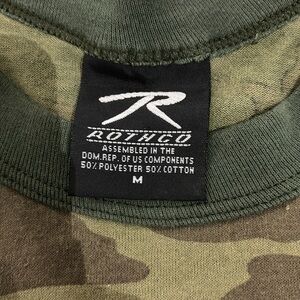 R
ROTHCO
ASSEMBLED IN THE
DOM. REP. OF US COMPONENTS
50% POLYESTER 50% COTTON
M